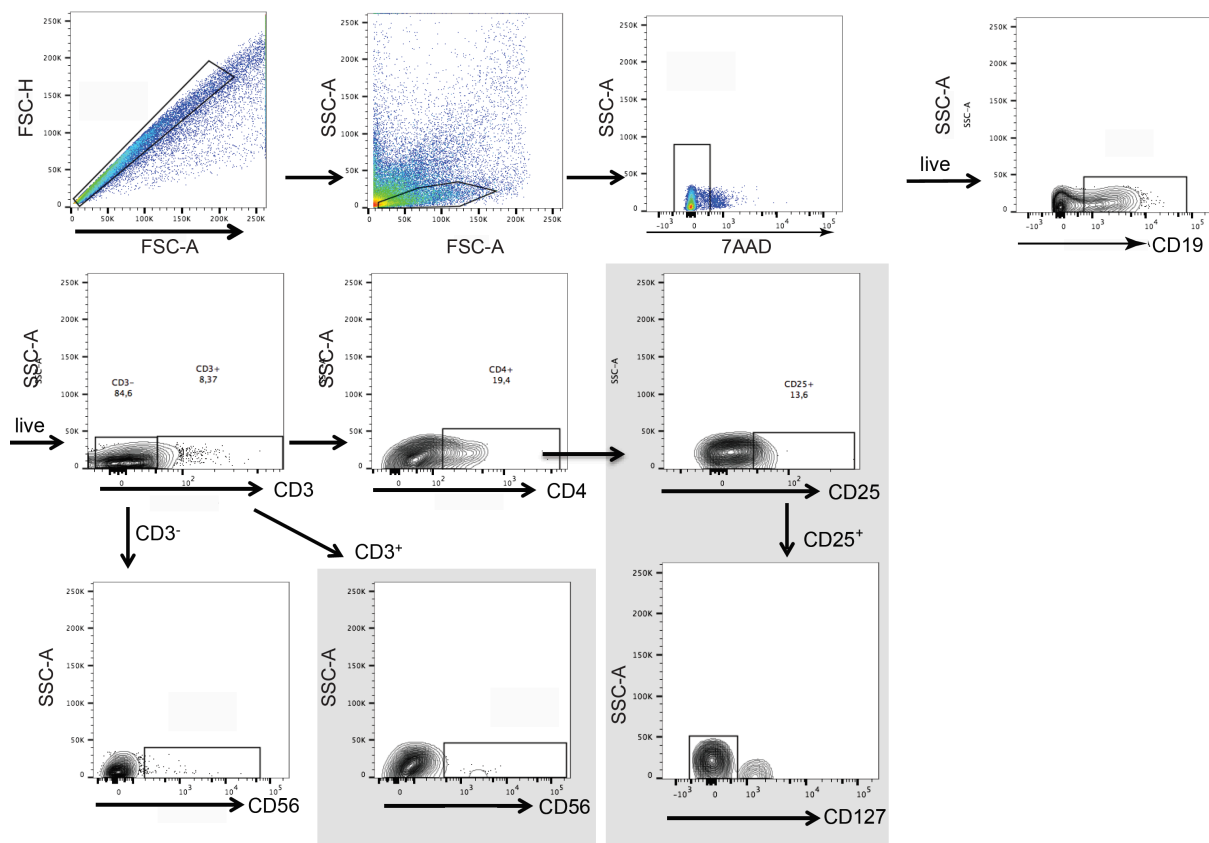 FSC-H
250K
200K
150K
100K
50K
0
0
50K
100K
150K
200K
250K
FSC-A
SSC-A
250K
200K
150K
100K
50K
0
0
50K
100K
150K
200K
250K
FSC-A
SSC-A
250K
200K
150K
100K
50K
0
-10³
0
10³
10⁴
10⁵
7AAD
live
SSC-A
SSC-A
250K
200K
150K
100K
50K
0
-10³
0
10³
10⁴
10⁵
CD19
live
SSC-A
SSC-A
250K
200K
150K
100K
50K
0
CD3-
84,6
CD3+
8,37
0
10²
CD3
SSC-A
SSC-A
250K
200K
150K
100K
50K
0
CD4+
19,4
0
10²
10³
CD4
SSC-A
250K
200K
150K
100K
50K
0
CD25+
13,6
0
10²
CD25
CD3⁻
CD3⁺
CD25⁺
SSC-A
250K
200K
150K
100K
50K
0
0
10³
10⁴
10⁵
CD56
SSC-A
250K
200K
150K
100K
50K
0
0
10³
10⁴
10⁵
CD56
SSC-A
250K
200K
150K
100K
50K
0
-10³
0
10³
10⁴
10⁵
CD127